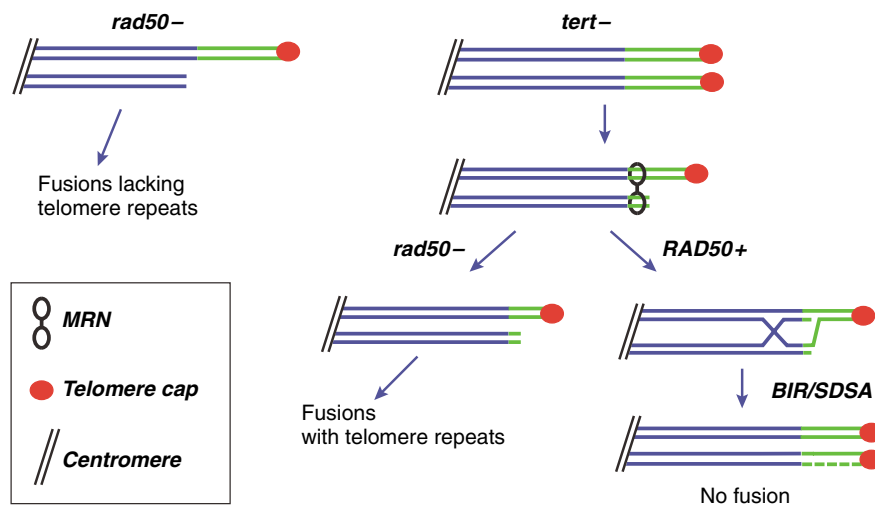 rad50–
Fusions lacking
telomere repeats
tert–
rad50–
RAD50+
Fusions
with telomere repeats
BIR/SDSA
No fusion
MRN
Telomere cap
Centromere